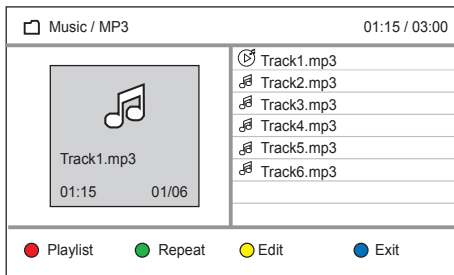 Music / MP3 01:15 / 03:00
Track1.mp3
01:15 01/06
Track1.mp3
Track2.mp3
Track3.mp3
Track4.mp3
Track5.mp3
Track6.mp3
Playlist Repeat Edit Exit